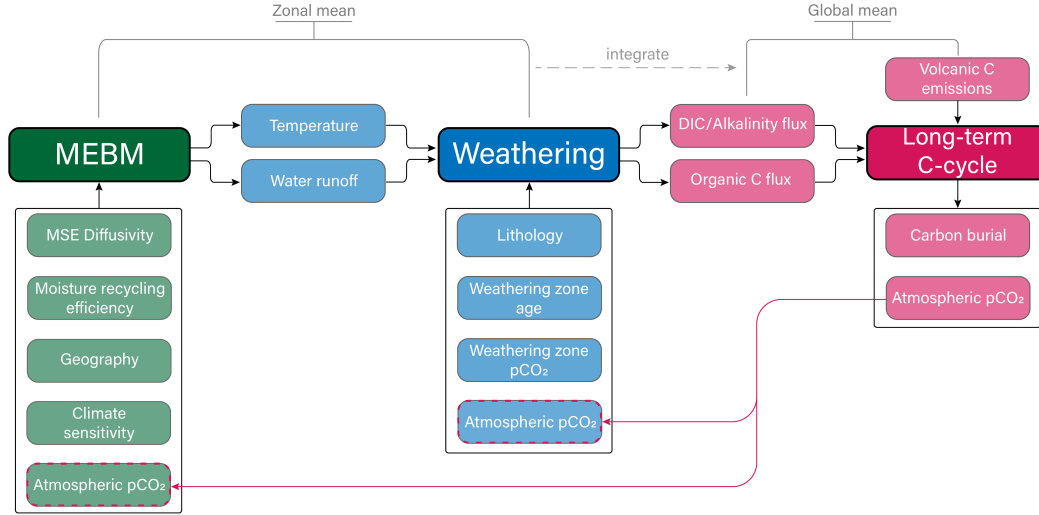 Zonal mean
Global mean
integrate
Volcanic C
emissions
MEBM
Temperature
Water runoff
Weathering
DIC/Alkalinity flux
Organic C flux
Long-term
C-cycle
MSE Diffusivity
Moisture recycling
efficiency
Geography
Climate
sensitivity
Atmospheric pCO₂
Lithology
Weathering zone
age
Weathering zone
pCO₂
Atmospheric pCO₂
Carbon burial
Atmospheric pCO₂